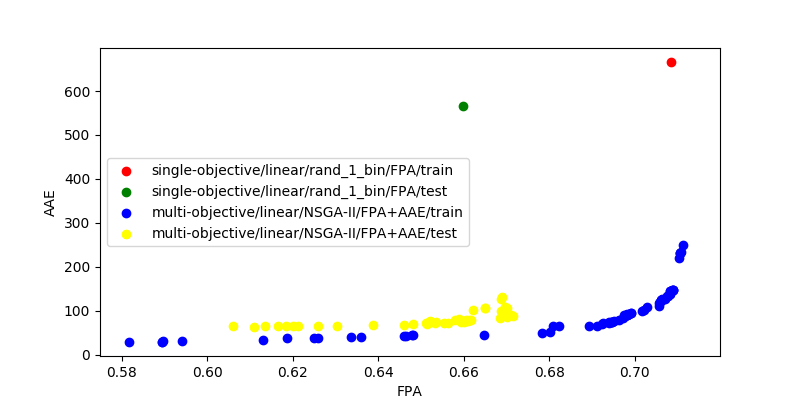 600
500
400
300
200
100
0
AAE
single-objective/linear/rand_1_bin/FPA/train
single-objective/linear/rand_1_bin/FPA/test
multi-objective/linear/NSGA-II/FPA+AAE/train
multi-objective/linear/NSGA-II/FPA+AAE/test
0.58 0.60 0.62 0.64 0.66 0.68 0.70
FPA